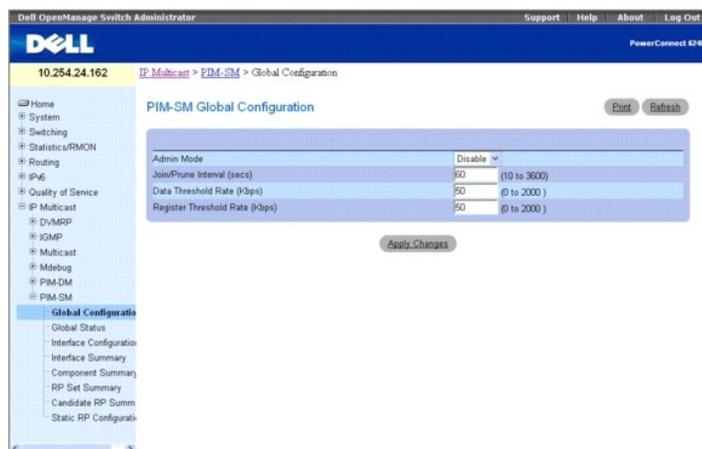 Dell OpenManage Switch Administrator
Support Help About Log Out
DELL
PowerConnect 6248
10.254.24.162
IP Multicast > PIM-SM > Global Configuration
Home
System
Switching
Statistics/RMON
Routing
IPv6
Quality of Service
IP Multicast
DVMRP
IGMP
Multicast
Mdebug
PIM-DM
PIM-SM
Global Configuratio
Global Status
Interface Configuration
Interface Summary
Component Summary
RP Set Summary
Candidate RP Summ
Static RP Configurati
PIM-SM Global Configuration
Print Refresh
Admin Mode Disable
Join/Prune Interval (secs) 60 (10 to 3600)
Data Threshold Rate (Kbps) 50 (0 to 2000 )
Register Threshold Rate (Kbps) 50 (0 to 2000 )
Apply Changes